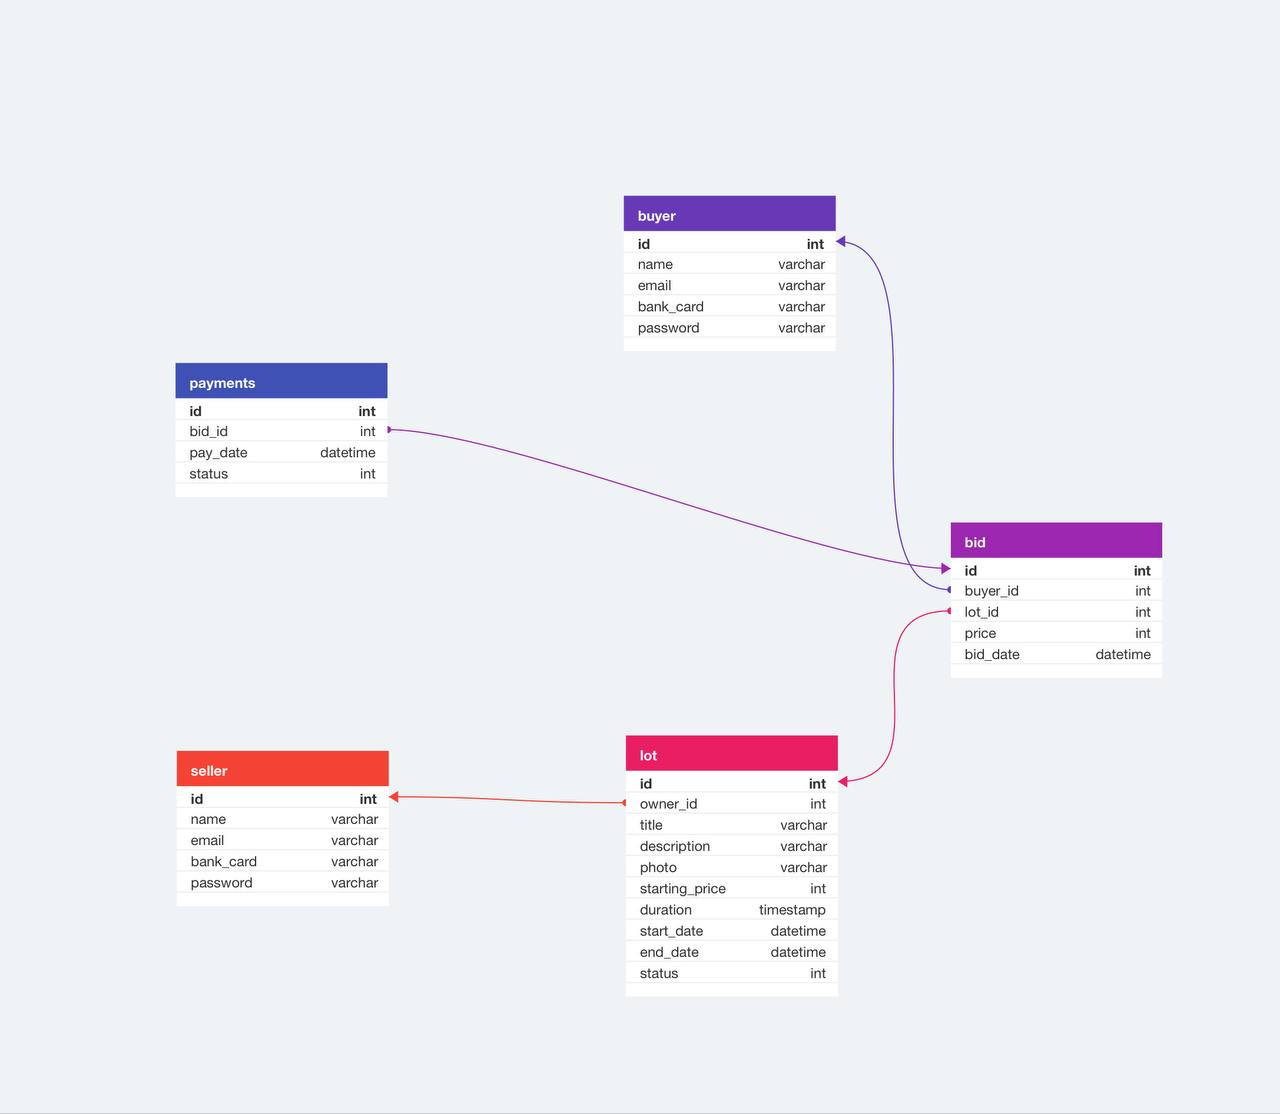 buyer
id int
name varchar
email varchar
bank_card varchar
password varchar
payments
id int
bid_id int
pay_date datetime
status int
bid
id int
buyer_id int
lot_id int
price int
bid_date datetime
seller
id int
name varchar
email varchar
bank_card varchar
password varchar
lot
id int
owner_id int
title varchar
description varchar
photo varchar
starting_price int
duration timestamp
start_date datetime
end_date datetime
status int